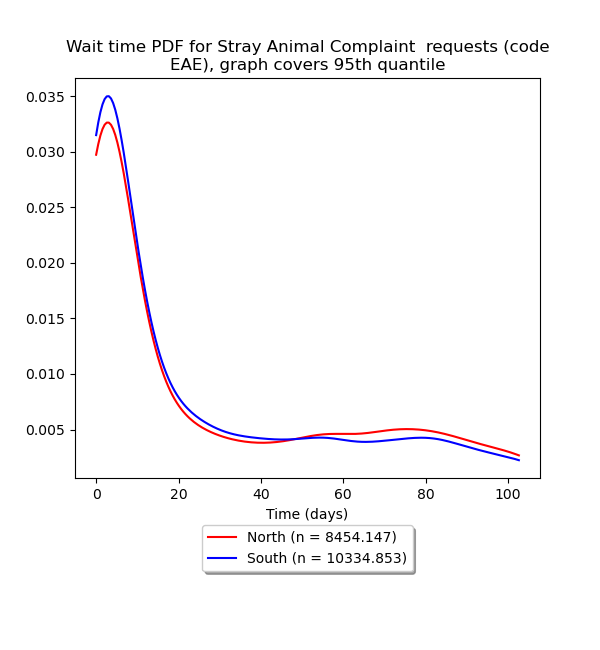 Wait time PDF for Stray Animal Complaint  requests (code
EAE), graph covers 95th quantile
0.035
0.030
0.025
0.020
0.015
0.010
0.005
0 20 40 60 80 100
Time (days)
North (n = 8454.147)
South (n = 10334.853)